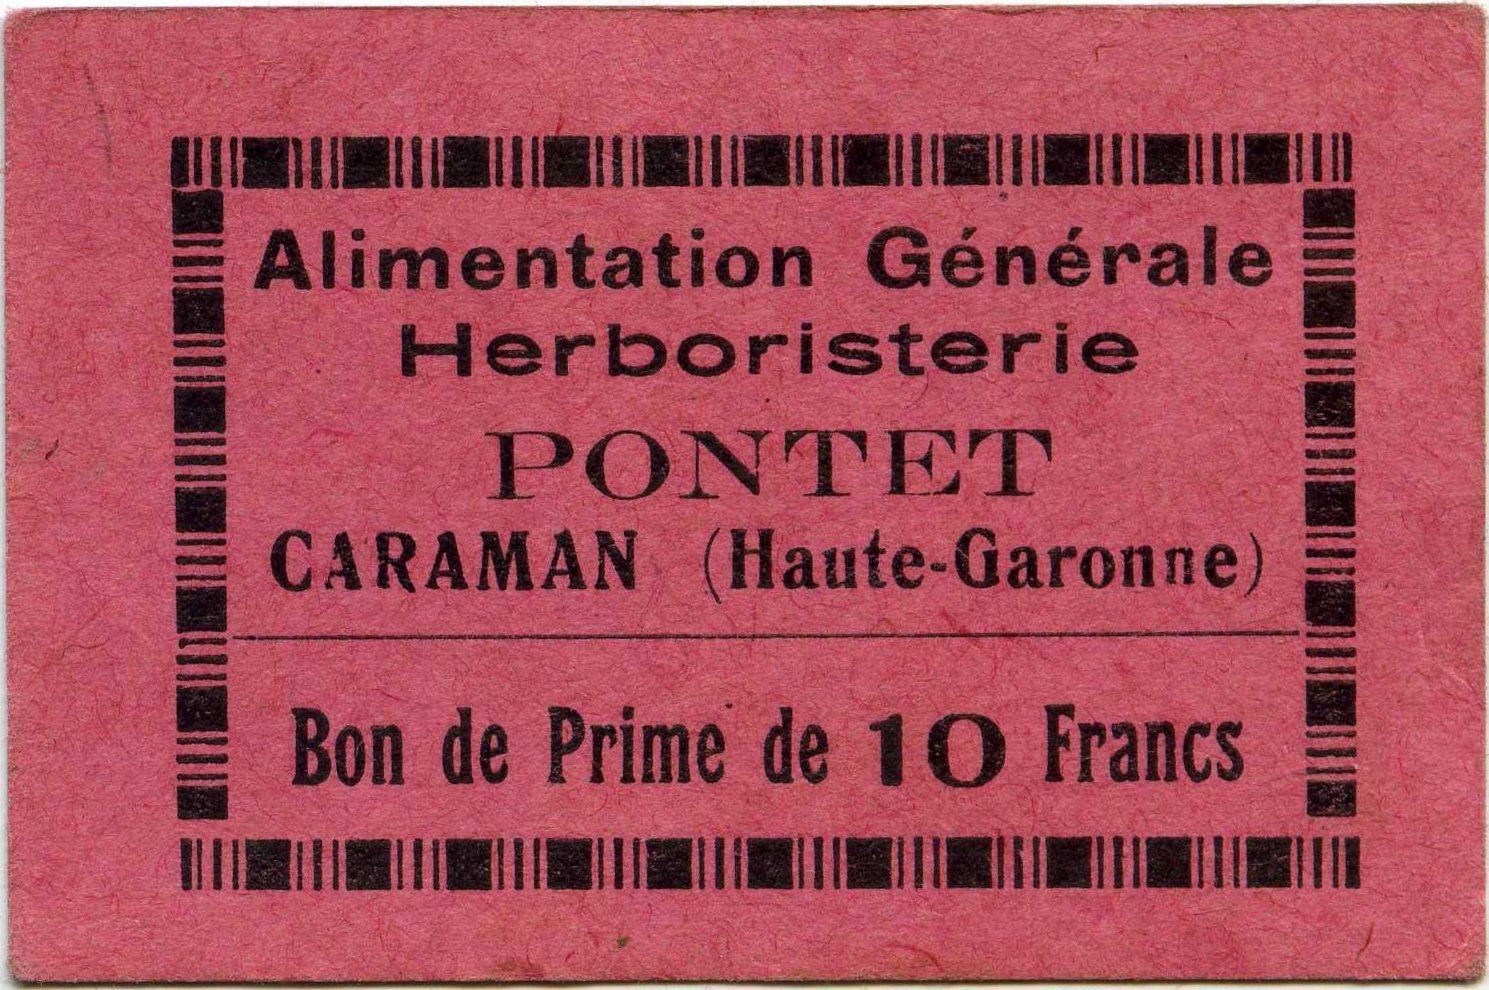 Alimentation Générale
Herboristerie
PONTET
CARAMAN (Haute-Garonne)
Bon de Prime de 10 Francs